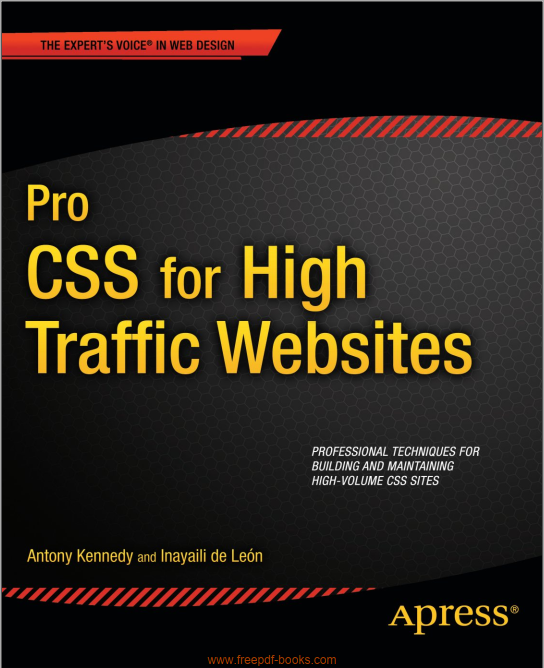 THE EXPERT'S VOICE® IN WEB DESIGN
Pro
CSS for High
Traffic Websites
PROFESSIONAL TECHNIQUES FOR
BUILDING AND MAINTAINING
HIGH-VOLUME CSS SITES
Antony Kennedy and Inayaili de León
Apress®
www.freepdf-books.com